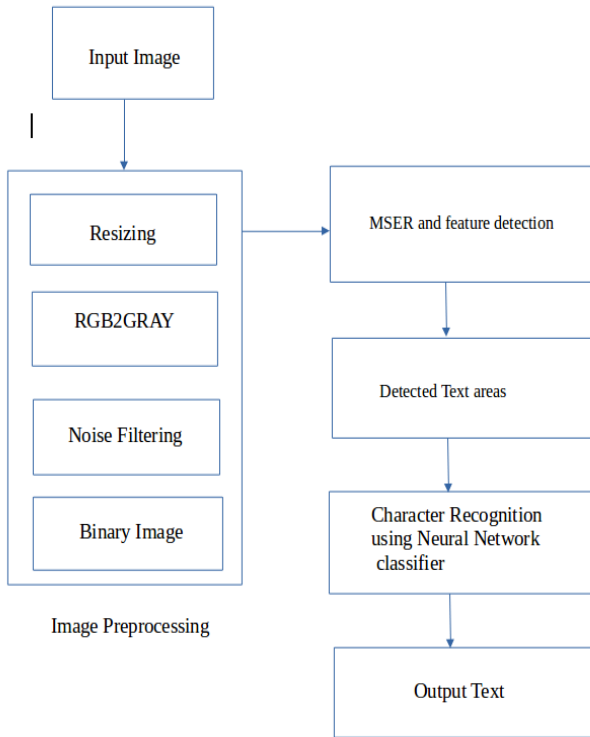 Input Image
Resizing
RGB2GRAY
Noise Filtering
Binary Image
Image Preprocessing
MSER and feature detection
Detected Text areas
Character Recognition
using Neural Network
classifier
Output Text